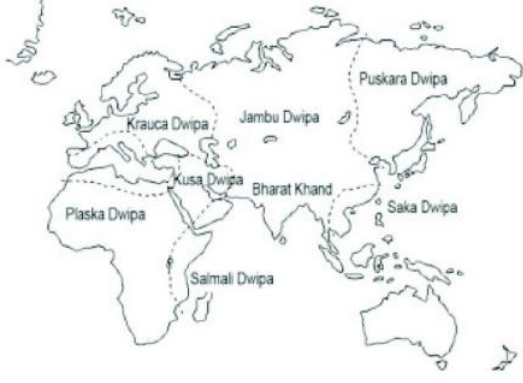 Puskara Dwipa
Krauca Dwipa
Jambu Dwipa
Kusa Dwipa
Bharat Khand
Plaska Dwipa
Saka Dwipa
Salmali Dwipa